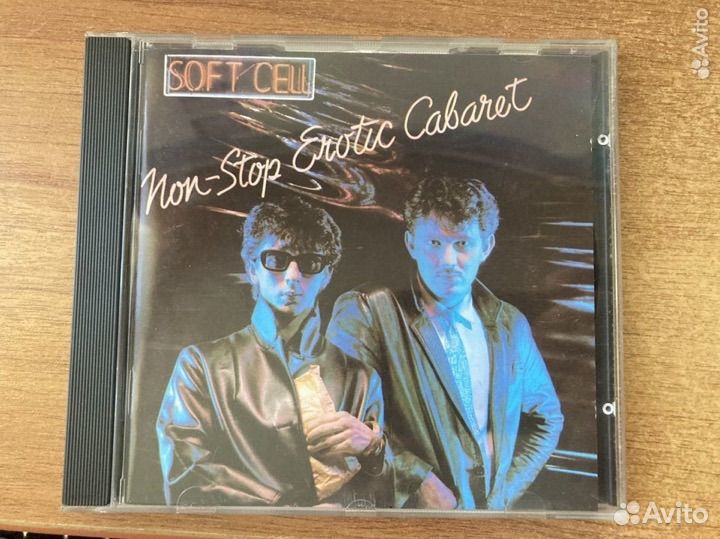 Avito
SOFT CELL
Non-Stop Erotic Cabaret
Avito